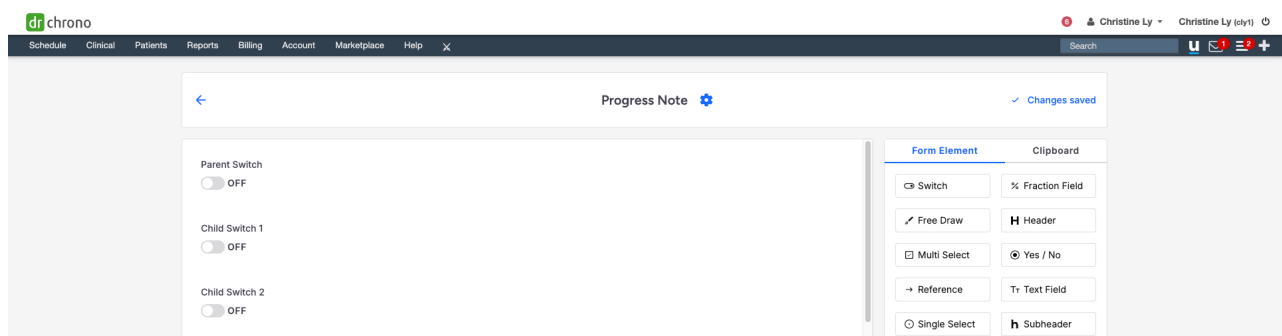 drchrono
6 Christine Ly Christine Ly (cly1)
Schedule Clinical Patients Reports Billing Account Marketplace Help Search 1 2
Progress Note Changes saved
Form Element Clipboard
Parent Switch
OFF
Child Switch 1
OFF
Child Switch 2
OFF
Switch % Fraction Field
Free Draw H Header
Multi Select Yes / No
Reference TT Text Field
Single Select h Subheader